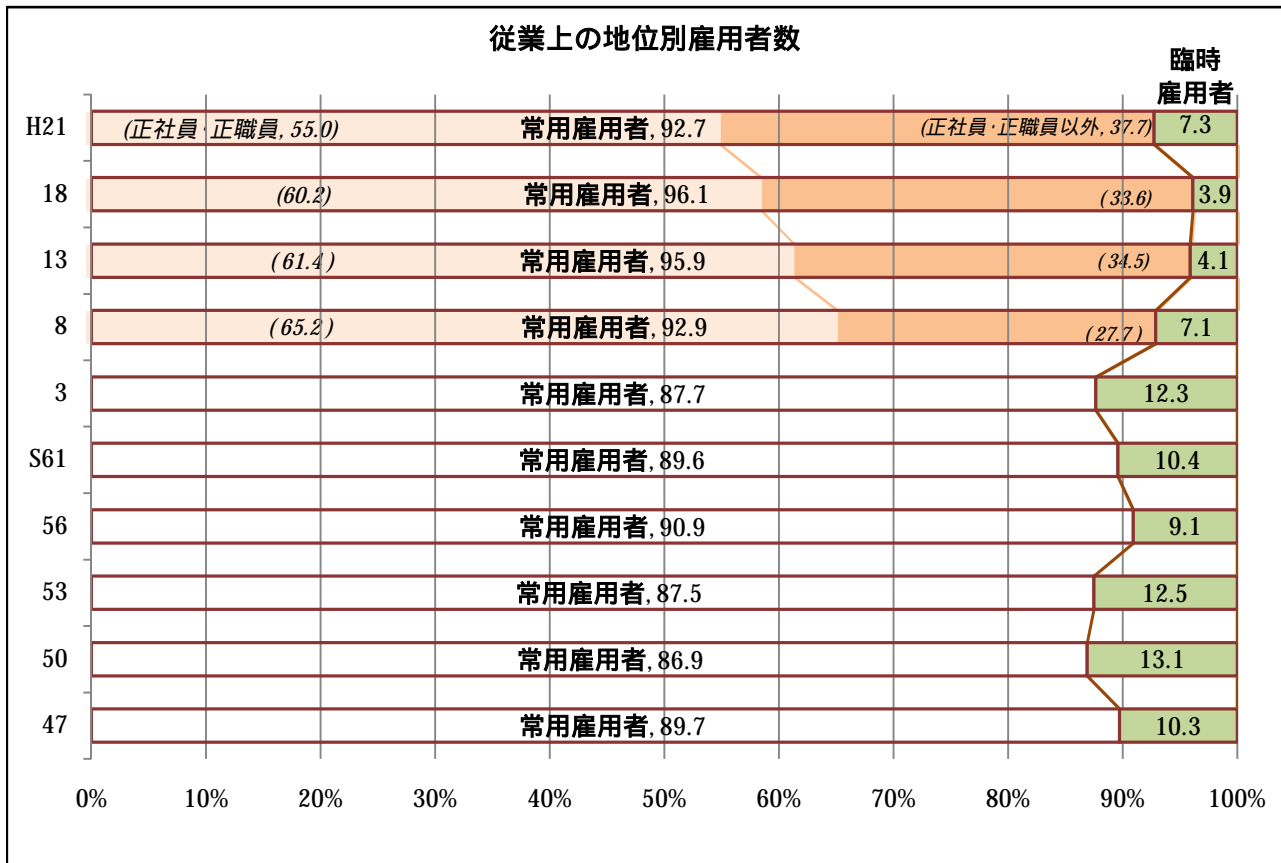 従業上の地位別雇用者数
臨時
雇用者
H21 (正社員・正職員, 55.0) 常用雇用者, 92.7 (正社員・正職員以外, 37.7) 7.3
18 (60.2) 常用雇用者, 96.1 (33.6) 3.9
13 (61.4) 常用雇用者, 95.9 (34.5) 4.1
8 (65.2) 常用雇用者, 92.9 (27.7) 7.1
3 常用雇用者, 87.7 12.3
S61 常用雇用者, 89.6 10.4
56 常用雇用者, 90.9 9.1
53 常用雇用者, 87.5 12.5
50 常用雇用者, 86.9 13.1
47 常用雇用者, 89.7 10.3
0% 10% 20% 30% 40% 50% 60% 70% 80% 90% 100%